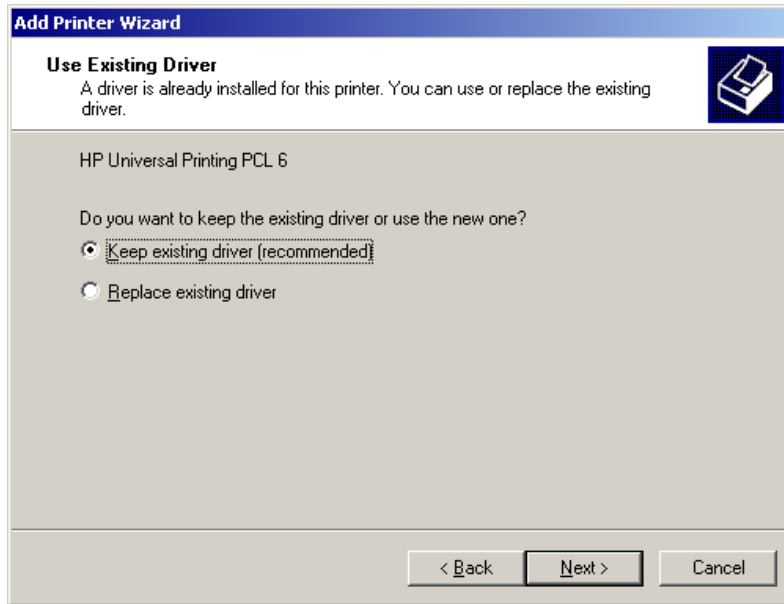 Add Printer Wizard
Use Existing Driver
A driver is already installed for this printer. You can use or replace the existing
driver.
HP Universal Printing PCL 6
Do you want to keep the existing driver or use the new one?
Keep existing driver (recommended)
Replace existing driver
< Back Next > Cancel